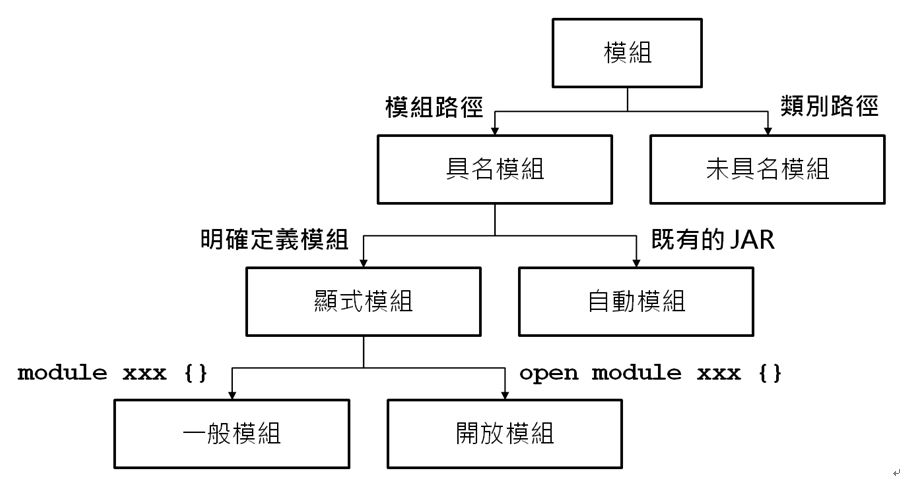 模組
模組路徑
類別路徑
具名模組
未具名模組
明確定義模組
既有的 JAR
顯式模組
自動模組
module xxx {}
open module xxx {}
一般模組
開放模組